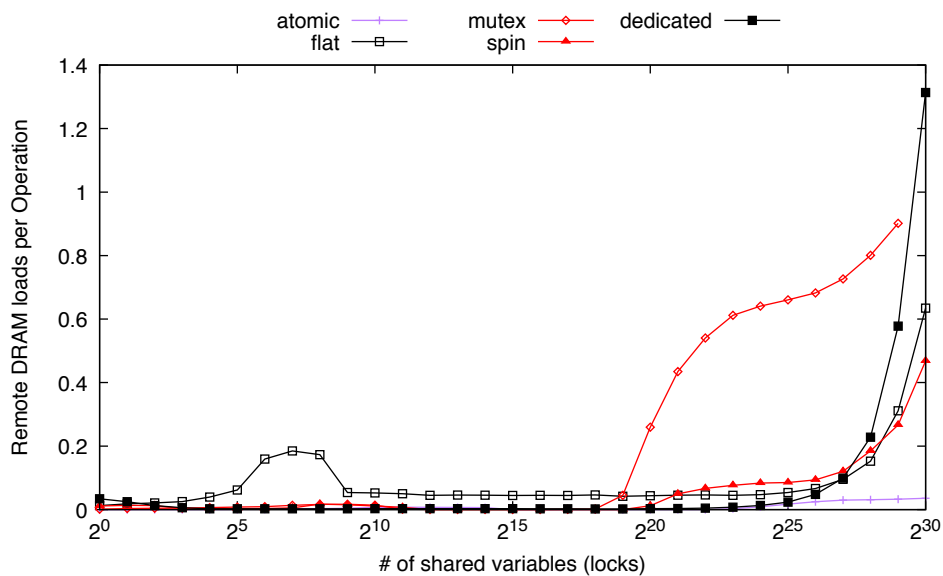 atomic mutex dedicated
flat spin
1.4
1.2
1
0.8
0.6
0.4
0.2
0
Remote DRAM loads per Operation
2^0 2^5 2^10 2^15 2^20 2^25 2^30
# of shared variables (locks)